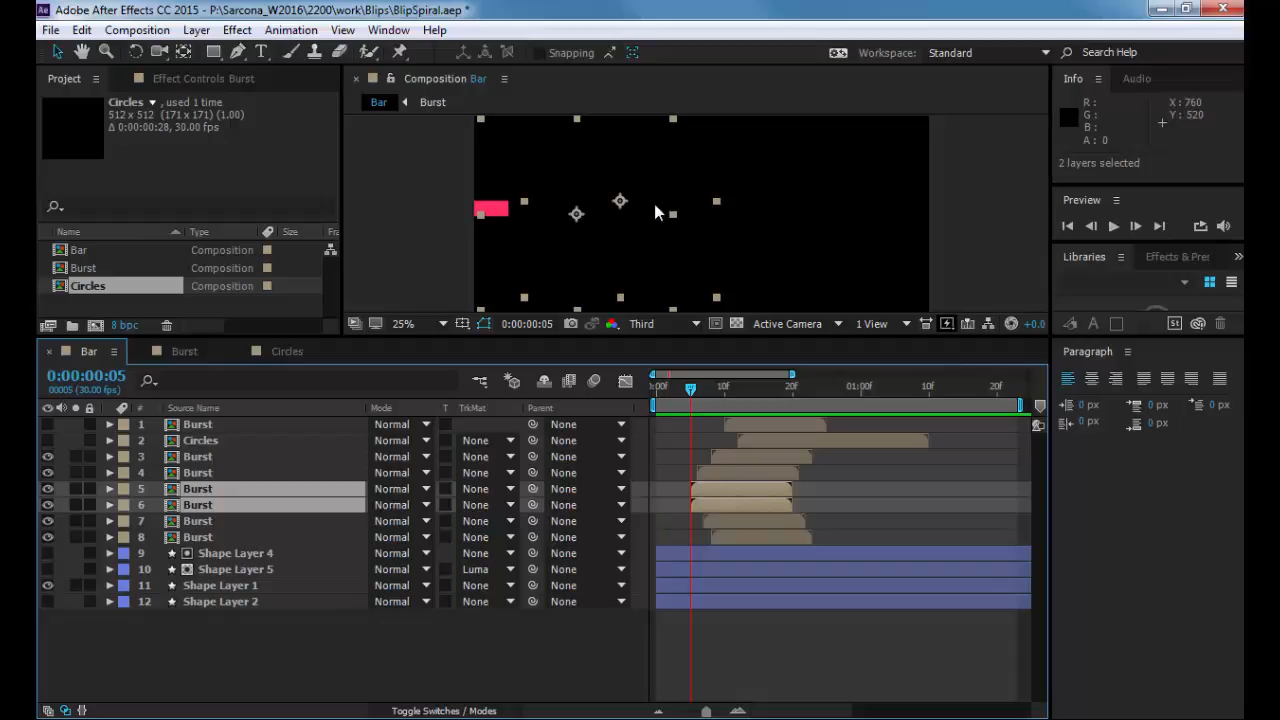 Ae Adobe After Effects CC 2015 - P:\Sarcona_W2016\2200\work\Blips\BlipSpiral.aep *
File Edit Composition Layer Effect Animation View Window Help
Snapping Workspace: Standard Search Help
Project Effect Controls Burst Composition Bar Info Audio
Circles , used 1 time
512 x 512 (171 x 171) (1.00)
Δ 0:00:00:28, 30.00 fps
Bar Burst
R : X : 760
G : Y : 520
B :
A : 0
2 layers selected
Preview
Name Type Size Fra
Bar Composition
Burst Composition
Circles Composition
Libraries Effects & Pre
8 bpc
25% 0:00:00:05 Third Active Camera 1 View +0.0
St
Bar Burst Circles
Paragraph
0:00:00:05
00005 (30.00 fps)
:00f 10f 20f 01:00f 10f 20f
# Source Name Mode T TrkMat Parent
1 Burst Normal None
2 Circles Normal None None
3 Burst Normal None None
4 Burst Normal None None
5 Burst Normal None None
6 Burst Normal None None
7 Burst Normal None None
8 Burst Normal None None
9 Shape Layer 4 Normal None None
10 Shape Layer 5 Normal Luma None
11 Shape Layer 1 Normal None None
12 Shape Layer 2 Normal None None
0 px 0 px 0 px
0 px 0 px
Toggle Switches / Modes